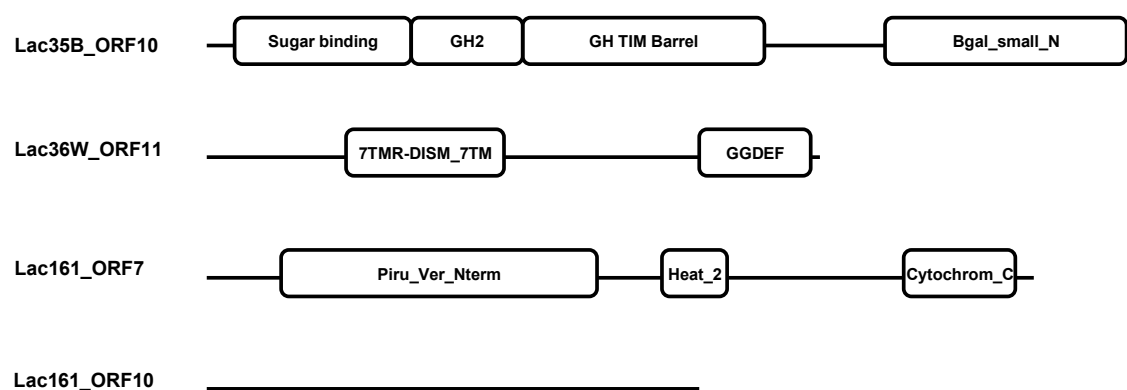 Lac35B_ORF10 Sugar binding GH2 GH TIM Barrel Bgal_small_N
Lac36W_ORF11 7TMR-DISM_7TM GGDEF
Lac161_ORF7 Piru_Ver_Nterm Heat_2 Cytochrom_C
Lac161_ORF10